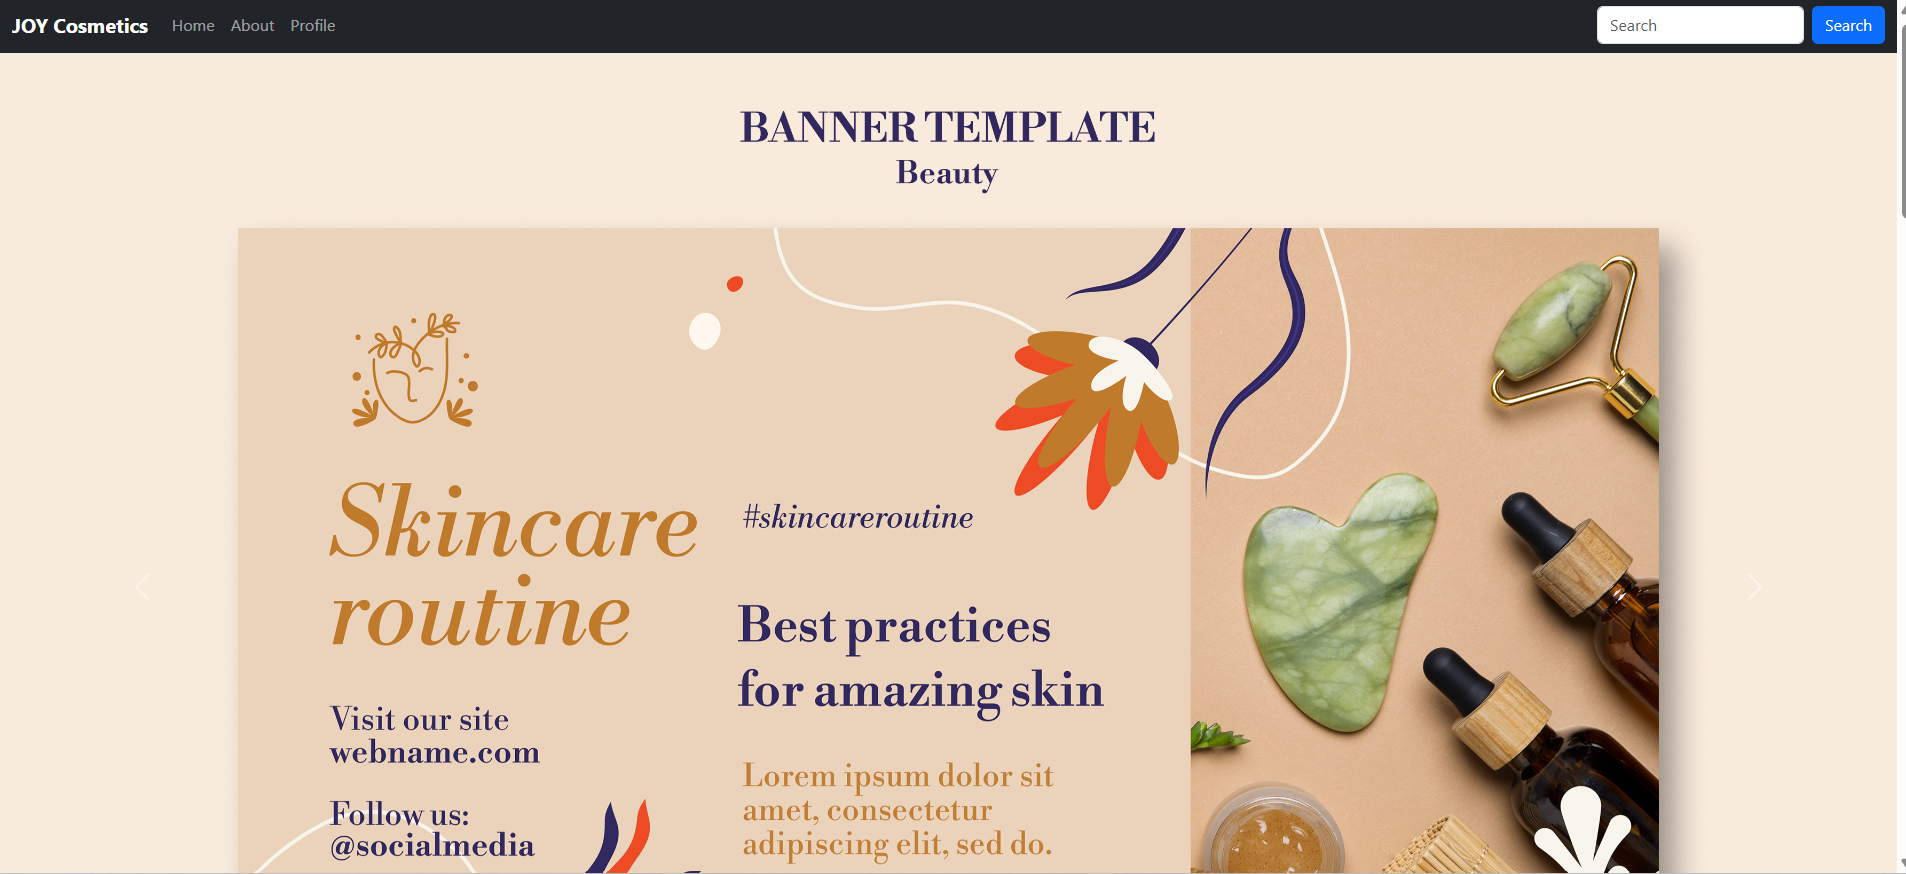 JOY Cosmetics Home About Profile Search Search
BANNER TEMPLATE
Beauty
Skincare
routine
Visit our site
webname.com
Follow us:
@socialmedia
#skincareroutine
Best practices
for amazing skin
Lorem ipsum dolor sit
amet, consectetur
adipiscing elit, sed do.